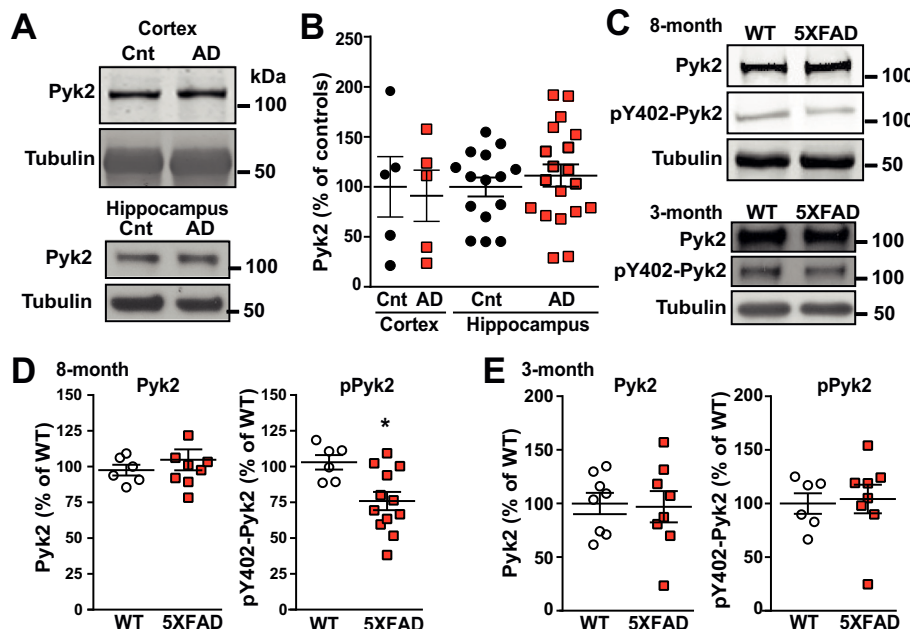 A
Cortex
Cnt AD
kDa
Pyk2
100
Tubulin
50
Hippocampus
Cnt AD
Pyk2
100
Tubulin
50
B
Pyk2 (% of controls)
250
200
150
100
50
0
Cnt AD Cnt AD
Cortex Hippocampus
C
8-month
WT 5XFAD
Pyk2
100
pY402-Pyk2
100
Tubulin
50
3-month
WT 5XFAD
Pyk2
100
pY402-Pyk2
100
Tubulin
50
D
8-month
Pyk2
Pyk2 (% of WT)
150
125
100
75
50
25
0
WT 5XFAD
pPyk2
pY402-Pyk2 (% of WT)
150
125
100
75
50
25
0
*
WT 5XFAD
E
3-month
Pyk2
Pyk2 (% of WT)
200
150
100
50
0
WT 5XFAD
pPyk2
pY402-Pyk2 (% of WT)
200
150
100
50
0
WT 5XFAD